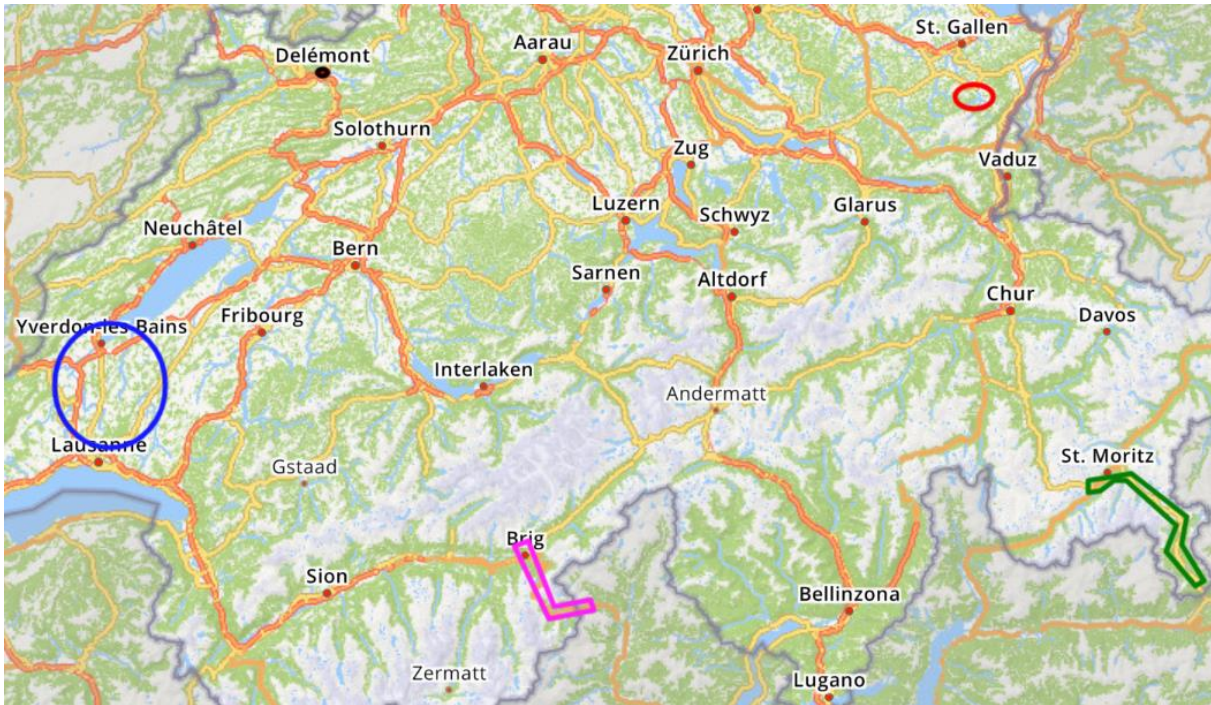 St. Gallen
Aarau
Zürich
Delémont
Solothurn
Zug
Vaduz
Luzern
Schwyz
Glarus
Neuchâtel
Bern
Sarnen
Altdorf
Chur
Davos
Fribourg
Yverdon-les Bains
Interlaken
Andermatt
Lausanne
Gstaad
St. Moritz
Brig
Sion
Bellinzona
Zermatt
Lugano